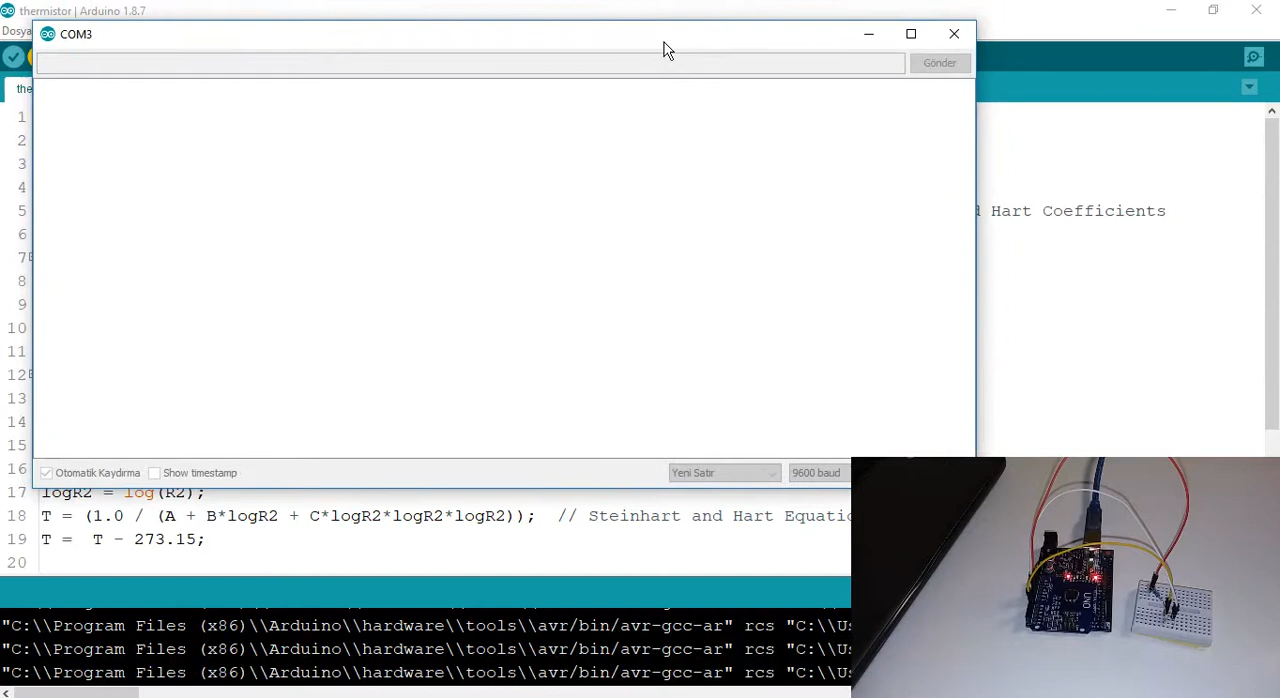 thermistor | Arduino 1.8.7
Dosya
COM3
Gönder
the
1
2
3
4
5
d Hart Coefficients
6
7
8
9
10
11
12
13
14
15
16
Otomatik Kaydırma
Show timestamp
Yeni Satır
9600 baud
17 logR2 = log(R2);
18 T = (1.0 / (A + B*logR2 + C*logR2*logR2*logR2)); // Steinhart and Hart Equatio
19 T = T - 273.15;
20
"C:\\Program Files (x86)\\Arduino\\hardware\\tools\\avr/bin/avr-gcc-ar" rcs "C:\\Us
"C:\\Program Files (x86)\\Arduino\\hardware\\tools\\avr/bin/avr-gcc-ar" rcs "C:\\Us
"C:\\Program Files (x86)\\Arduino\\hardware\\tools\\avr/bin/avr-gcc-ar" rcs "C:\\Us
UNO